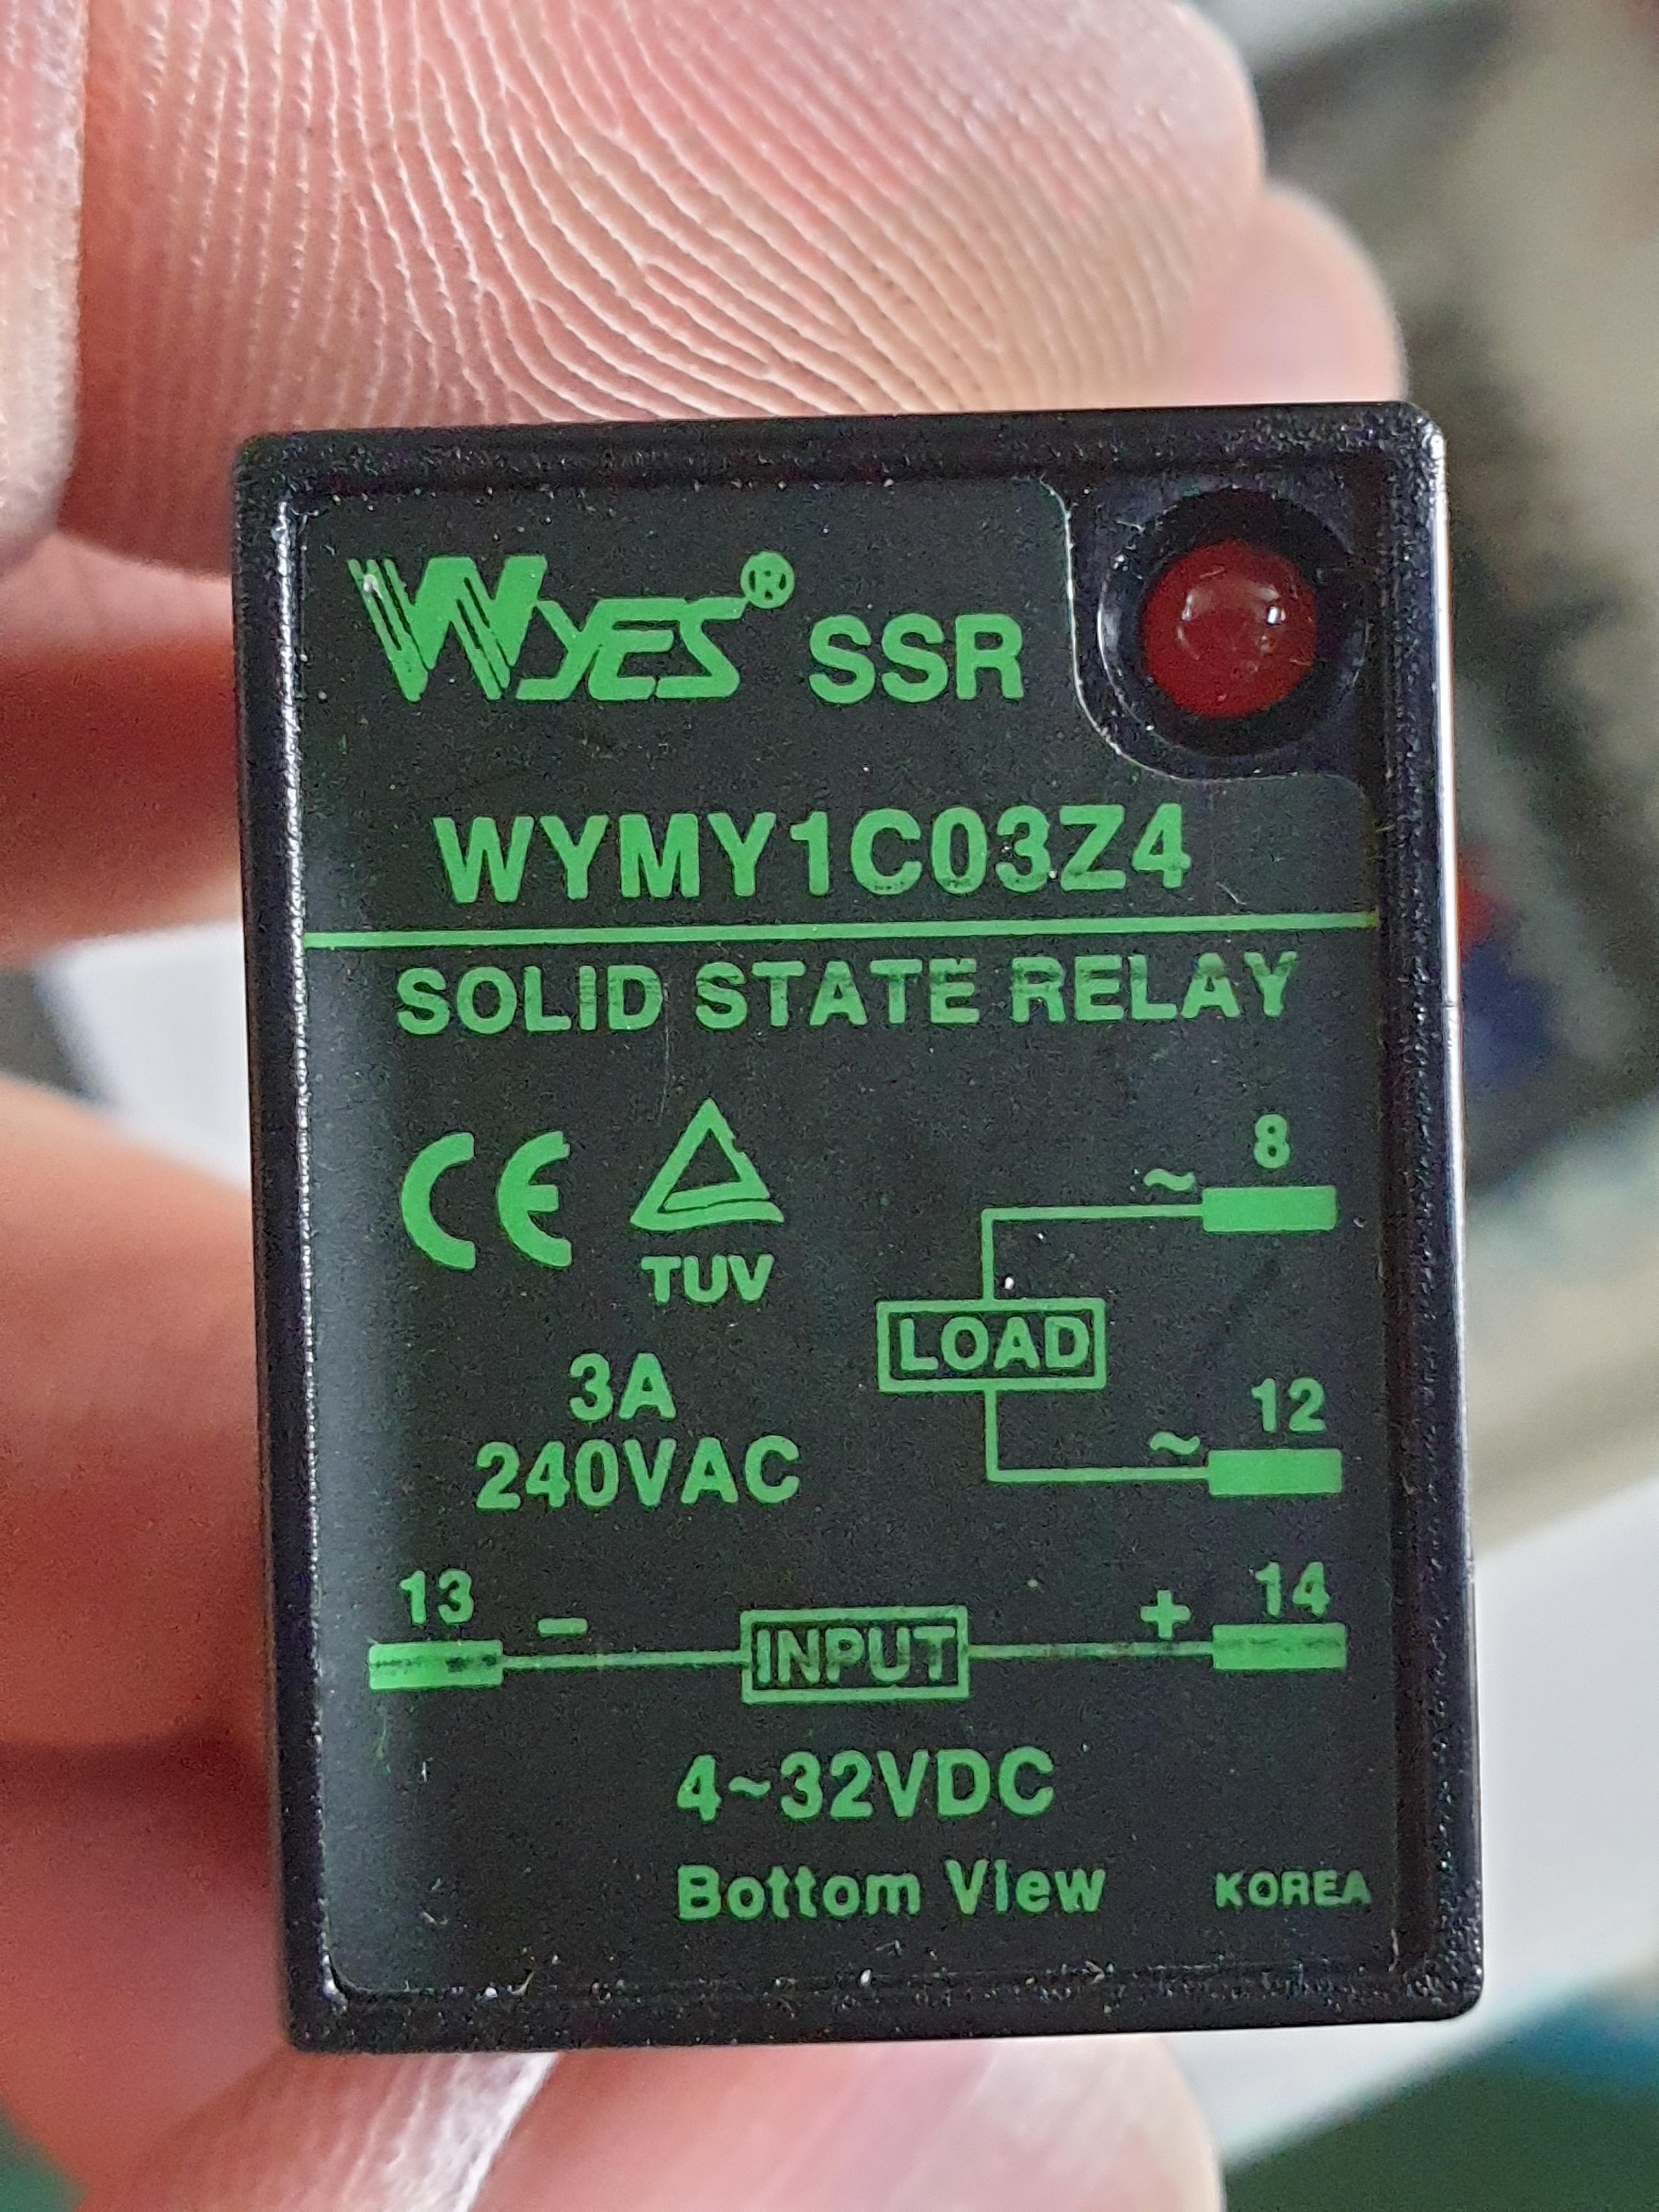 WYES® SSR
WYMY1C03Z4
SOLID STATE RELAY
CE
TUV
8
~
LOAD
3A
240VAC
12
~
13
-
INPUT
+
14
4~32VDC
Bottom View
KOREA